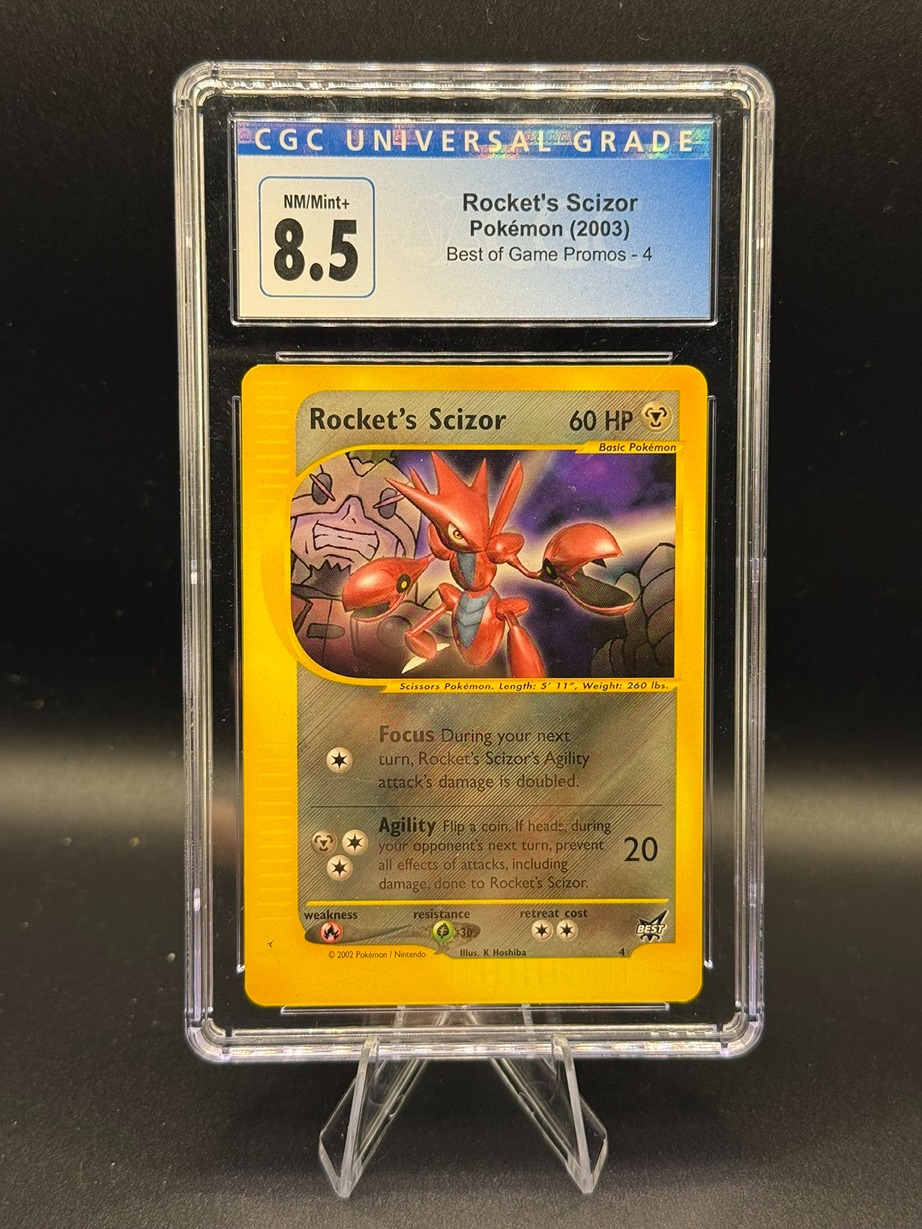 CGC UNIVERSAL GRADE
NM/Mint+
8.5
Rocket's Scizor
Pokémon (2003)
Best of Game Promos - 4
Rocket's Scizor 60 HP
Basic Pokémon
Scissors Pokémon. Length: 5' 11", Weight: 260 lbs.
Focus During your next
turn, Rocket's Scizor's Agility
attack's damage is doubled.
Agility Flip a coin. If heads, during
your opponent's next turn, prevent
all effects of attacks, including
damage, done to Rocket's Scizor.
20
weakness resistance retreat cost
-30
BEST
© 2002 Pokémon / Nintendo Illus. K Hoshiba 4